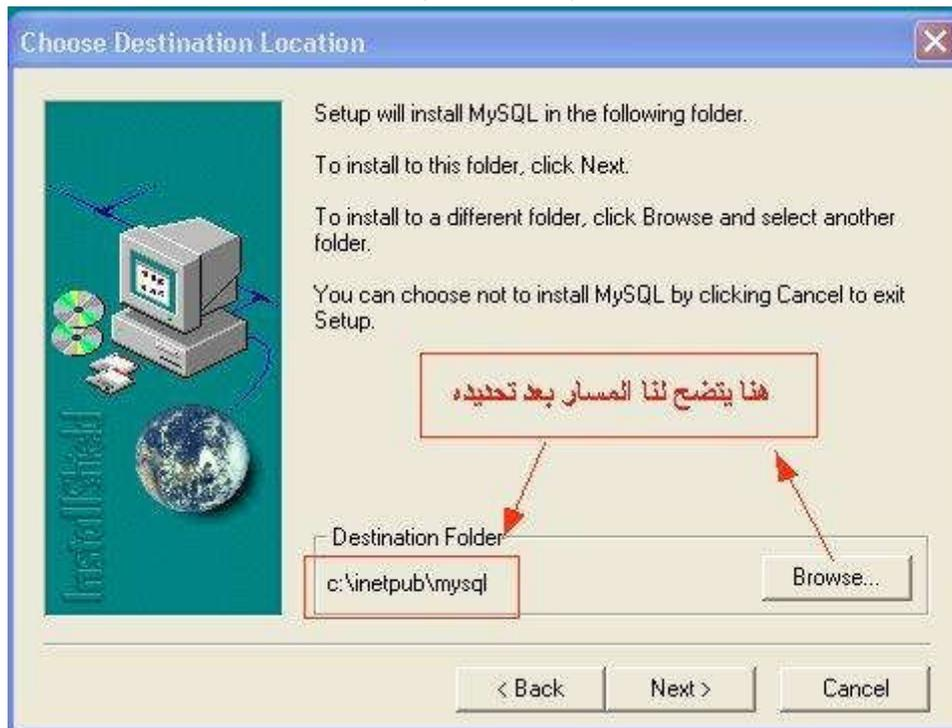 Choose Destination Location
Setup will install MySQL in the following folder.
To install to this folder, click Next.
To install to a different folder, click Browse and select another
folder.
You can choose not to install MySQL by clicking Cancel to exit
Setup.
هنا يتضح لنا المسار بعد تحديده
InstallShield
Destination Folder
c:\inetpub\mysql
Browse...
< Back
Next >
Cancel